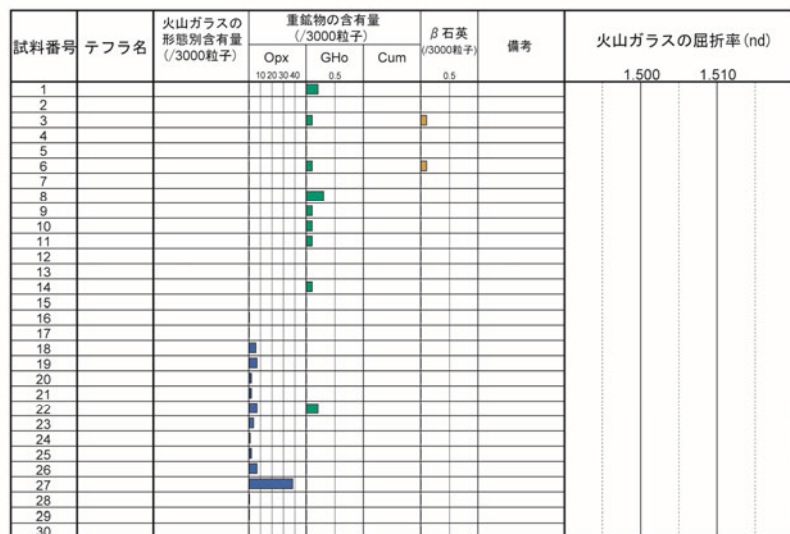 試料番号
テフラ名
火山ガラスの
形態別含有量
(/3000粒子)
重鉱物の含有量
(/3000粒子)
Opx
GHo
Cum
10 20 30 40
0.5
β石英
(/3000粒子)
0.5
備考
火山ガラスの屈折率(nd)
1.500
1.510
1
2
3
4
5
6
7
8
9
10
11
12
13
14
15
16
17
18
19
20
21
22
23
24
25
26
27
28
29
30